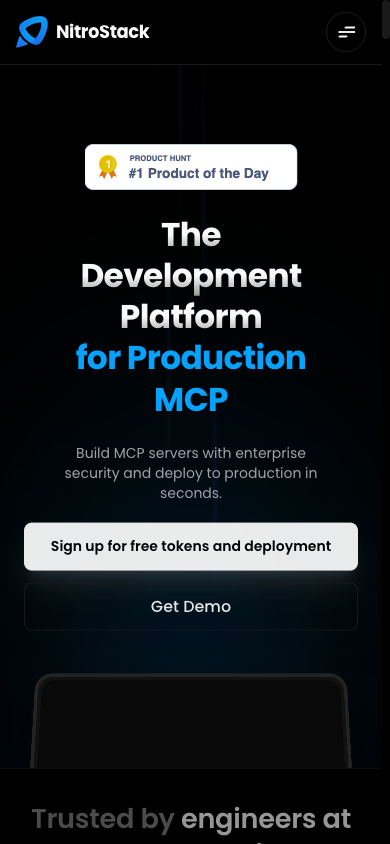 NitroStack
1
PRODUCT HUNT
#1 Product of the Day
The
Development
Platform
for Production
MCP
Build MCP servers with enterprise
security and deploy to production in
seconds.
Sign up for free tokens and deployment
Get Demo
Trusted by engineers at